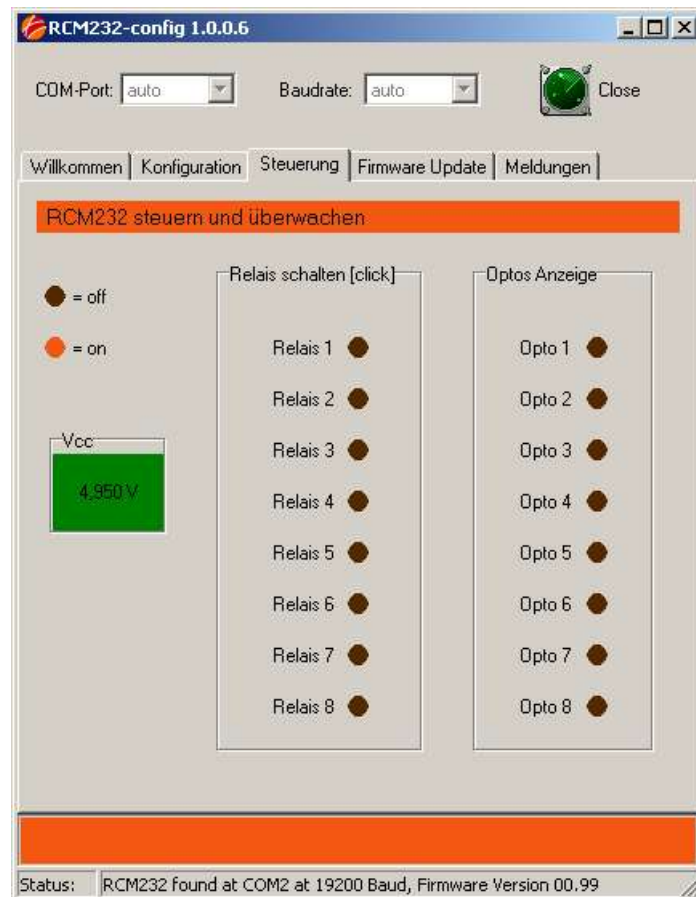 RCM232-config 1.0.0.6
COM-Port: auto Baudrate: auto Close
Willkommen Konfiguration Steuerung Firmware Update Meldungen
RCM232 steuern und überwachen
= off
= on
Vcc
4,950 V
Relais schalten [click]
Relais 1
Relais 2
Relais 3
Relais 4
Relais 5
Relais 6
Relais 7
Relais 8
Optos Anzeige
Opto 1
Opto 2
Opto 3
Opto 4
Opto 5
Opto 6
Opto 7
Opto 8
Status: RCM232 found at COM2 at 19200 Baud, Firmware Version 00.99